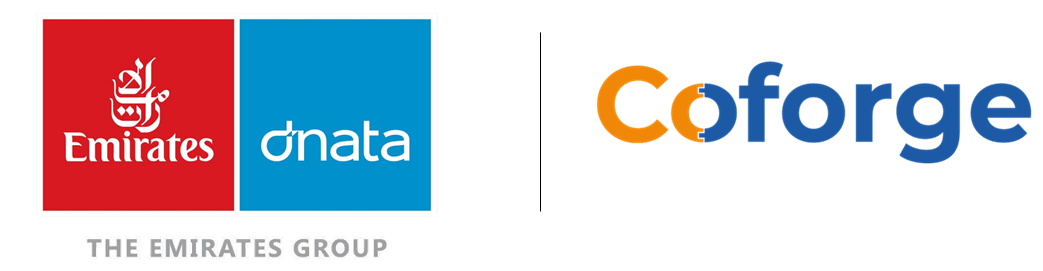 الإمارات
Emirates
dnata
THE EMIRATES GROUP
Coforge